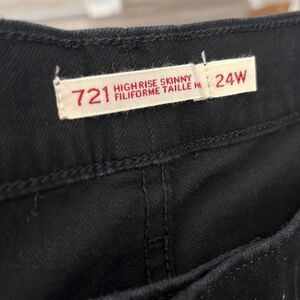 721 HIGH RISE SKINNY 24W
FILIFORME TAILLE H